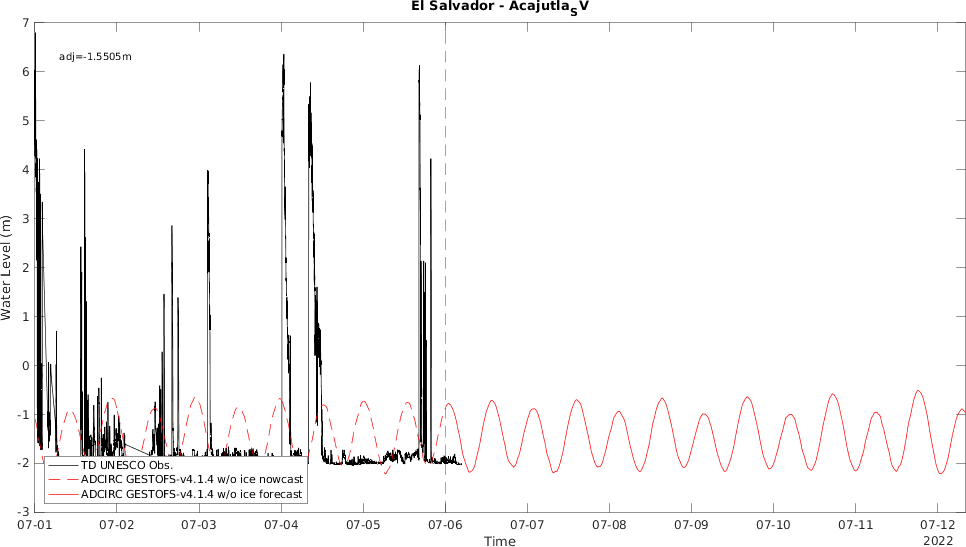 El Salvador - AcajutlaSV
adj=-1.5505m
7
6
5
4
3
2
1
0
-1
-2
-3
Water Level (m)
TD UNESCO Obs.
ADCIRC GESTOFS-v4.1.4 w/o ice nowcast
ADCIRC GESTOFS-v4.1.4 w/o ice forecast
07-01 07-02 07-03 07-04 07-05 07-06 07-07 07-08 07-09 07-10 07-11 07-12
Time
2022